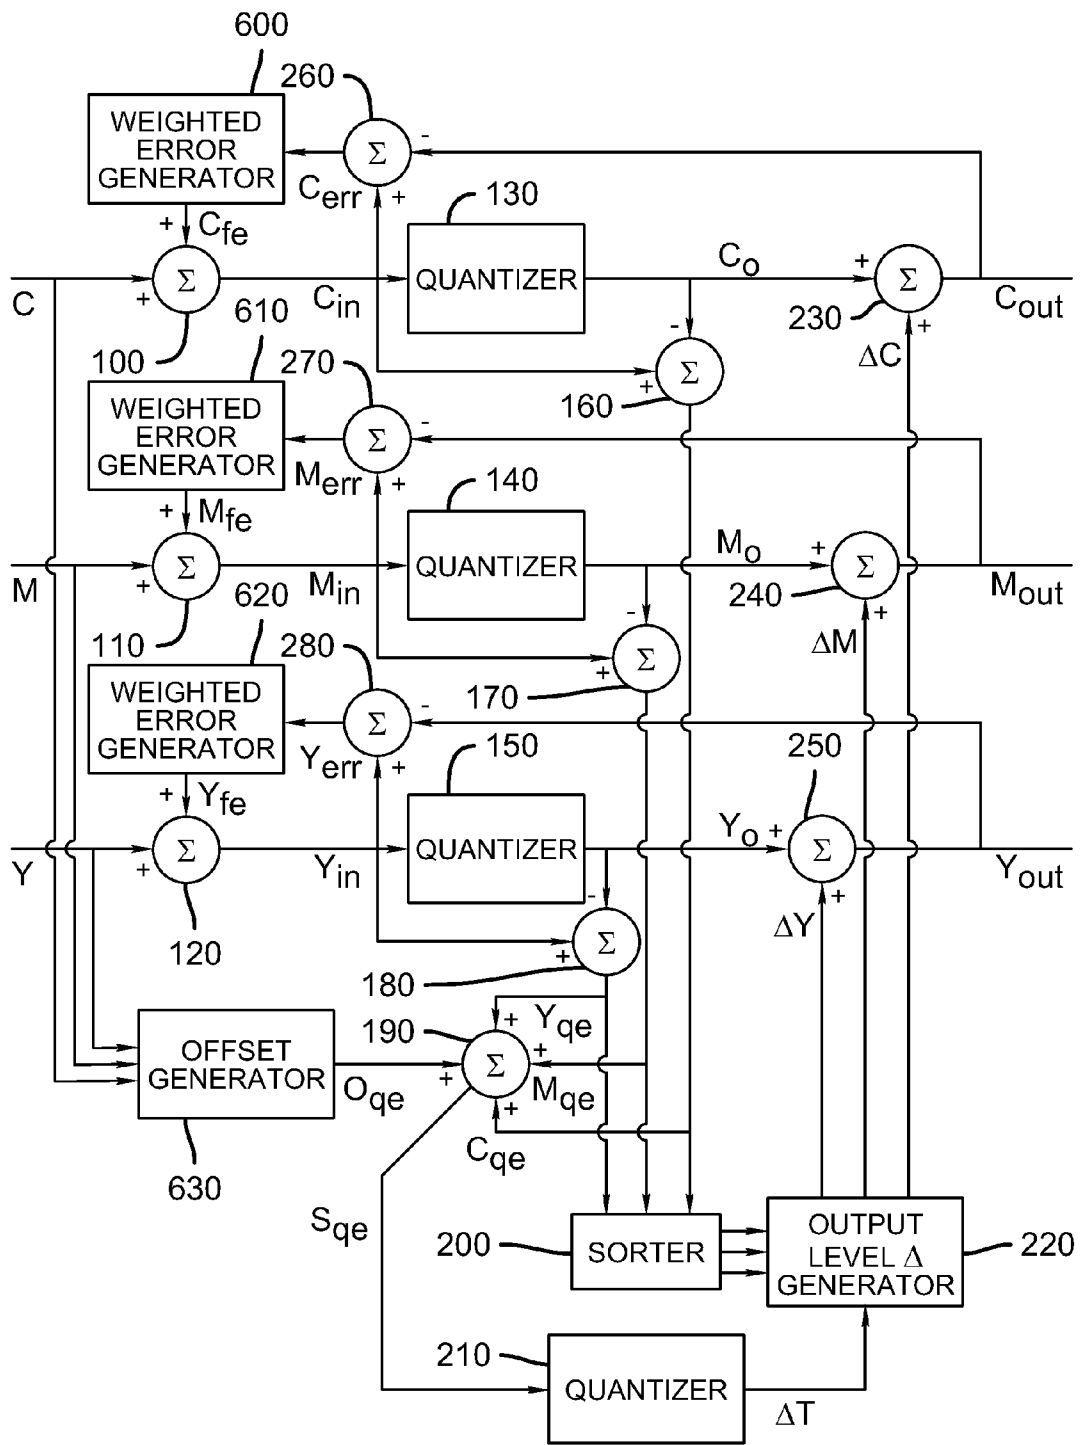 600
260
WEIGHTED
ERROR
GENERATOR
Σ
-
Cerr
+
130
+
Cfe
QUANTIZER
Σ
C
+
Cin
Co
+
Σ
Cout
230
+
100
610
270
-
Σ
+
160
ΔC
WEIGHTED
ERROR
GENERATOR
Σ
-
Merr
+
140
+
Mfe
QUANTIZER
Σ
M
+
Min
Mo
+
Σ
Mout
240
+
110
620
280
-
Σ
+
170
ΔM
WEIGHTED
ERROR
GENERATOR
Σ
-
Yerr
+
150
250
+
Yfe
QUANTIZER
Σ
Y
+
Yin
Yo
+
Σ
Yout
+
120
-
Σ
+
180
ΔY
190
+
Yqe
OFFSET
GENERATOR
Oqe
+
Σ
+
Mqe
+
Cqe
630
Sqe
200
SORTER
OUTPUT
LEVEL Δ
GENERATOR
220
210
QUANTIZER
ΔT